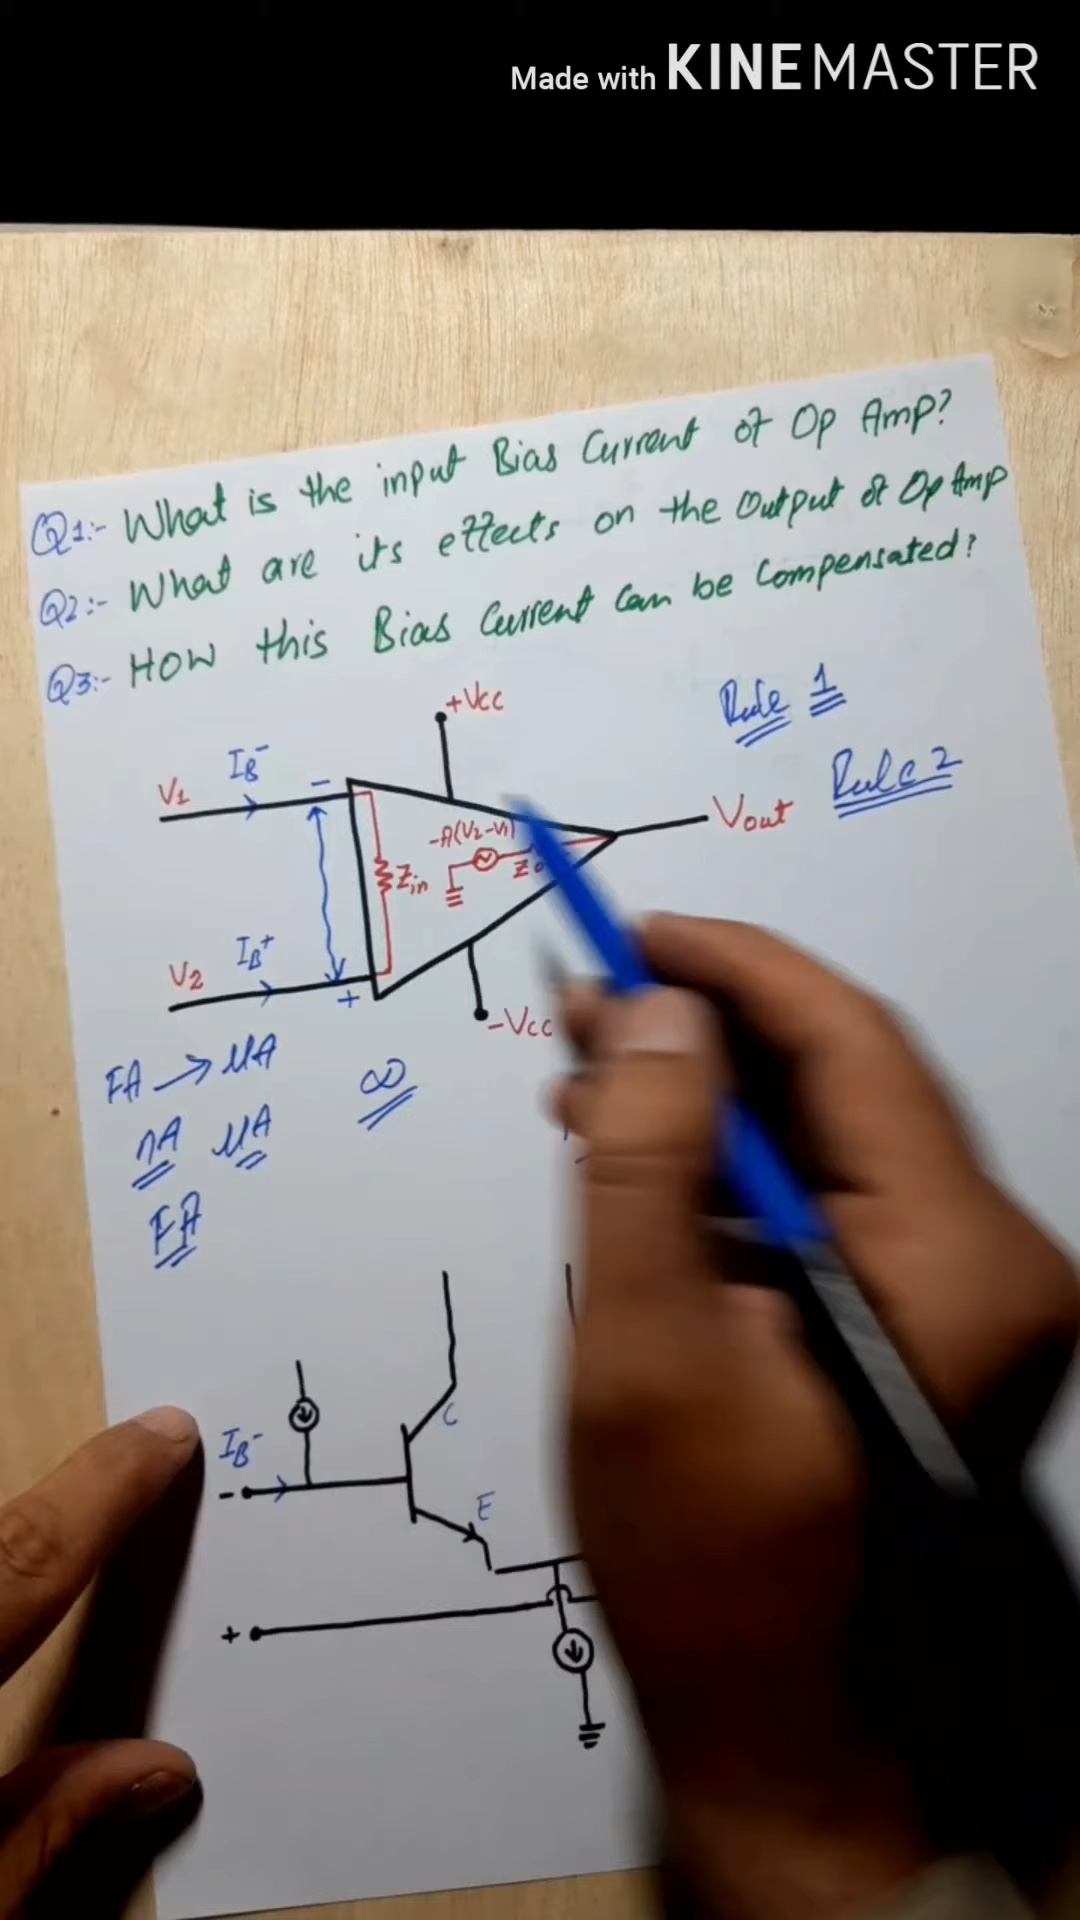 Made with KINEMASTER
Q1:- What is the input Bias Current of Op Amp?
Q2:- What are its effects on the Output of Op Amp
Q3:- How this Bias Current can be Compensated?
+Vcc
Rule 1
Rule 2
IB-
V1
-
-A(V2-V1)
Vout
Zin
IB+
V2
+
-Vcc
FA → μA
∞
nA μA
FA
C
IB-
-
E
+